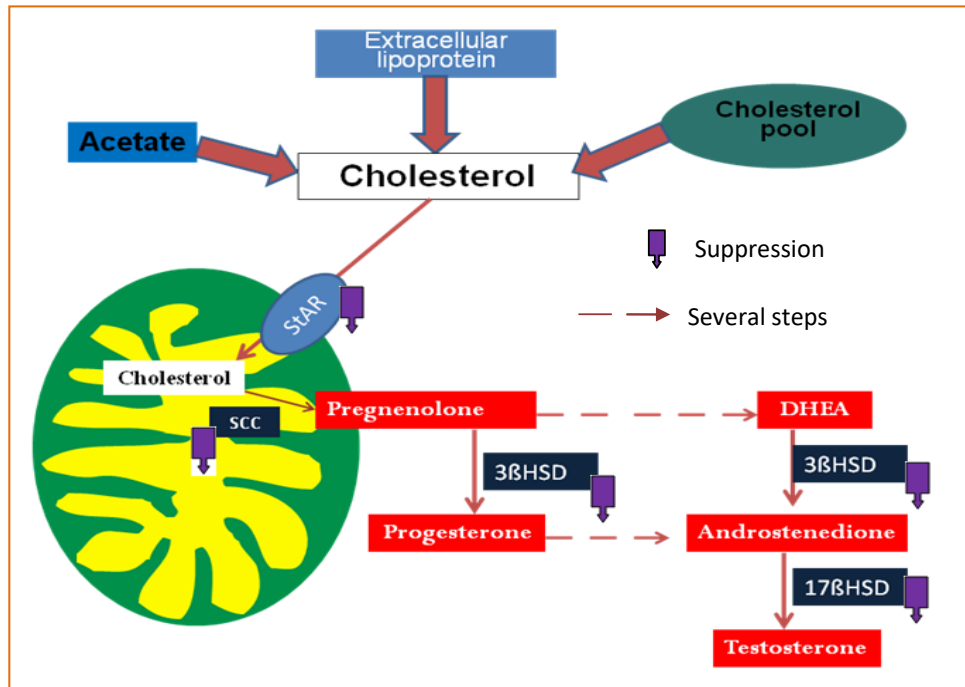 Extracellular
lipoprotein
Acetate
Cholesterol
pool
Cholesterol
Suppression
StAR
Several steps
Cholesterol
SCC
Pregnenolone
DHEA
3ßHSD
3ßHSD
Progesterone
Androstenedione
17ßHSD
Testosterone